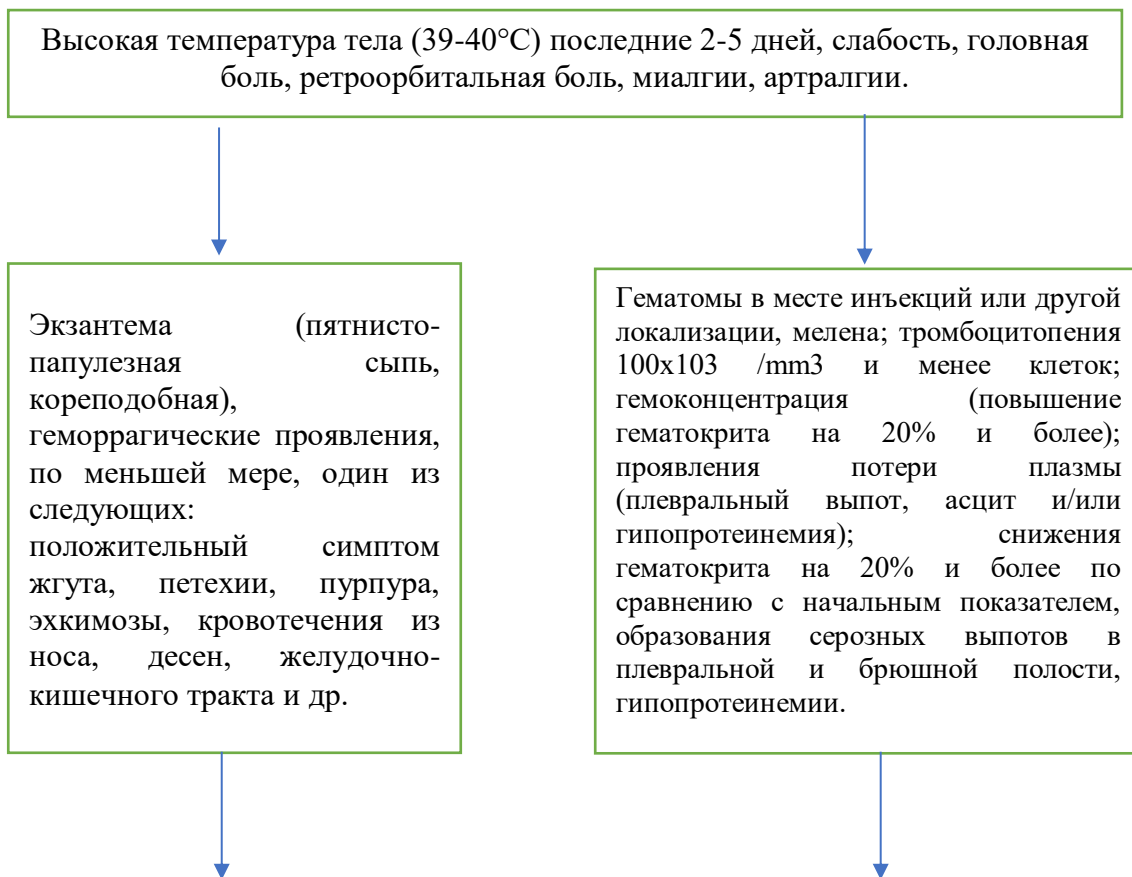 Высокая температура тела (39-40°С) последние 2-5 дней, слабость, головная
боль, ретроорбитальная боль, миалгии, артралгии.
Экзантема (пятнисто-
папулезная сыпь,
кореподобная),
геморрагические проявления,
по меньшей мере, один из
следующих:
положительный симптом
жгута, петехии, пурпура,
эхкимозы, кровотечения из
носа, десен, желудочно-
кишечного тракта и др.
Гематомы в месте инъекций или другой
локализации, мелена; тромбоцитопения
100x103 /mm3 и менее клеток;
гемоконцентрация (повышение
гематокрита на 20% и более);
проявления потери плазмы
(плевральный выпот, асцит и/или
гипопротеинемия); снижения
гематокрита на 20% и более по
сравнению с начальным показателем,
образования серозных выпотов в
плевральной и брюшной полости,
гипопротеинемии.